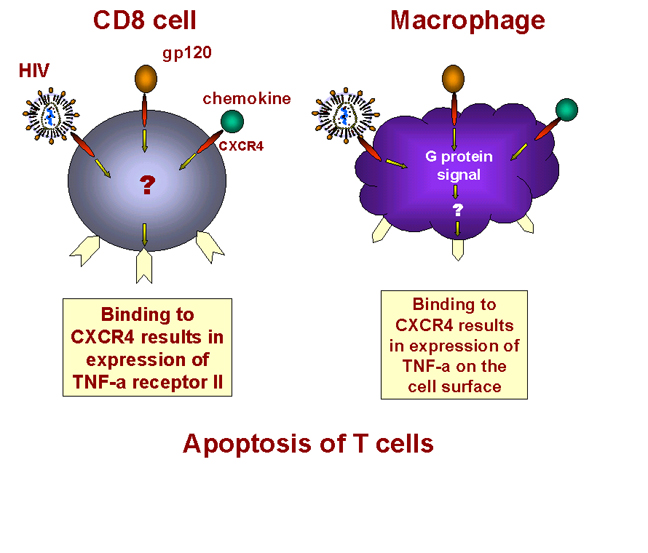 CD8 cell
Macrophage
gp120
HIV
chemokine
CXCR4
?
G protein
signal
?
Binding to
CXCR4 results in
expression of
TNF-a receptor II
Binding to
CXCR4 results
in expression of
TNF-a on the
cell surface
Apoptosis of T cells